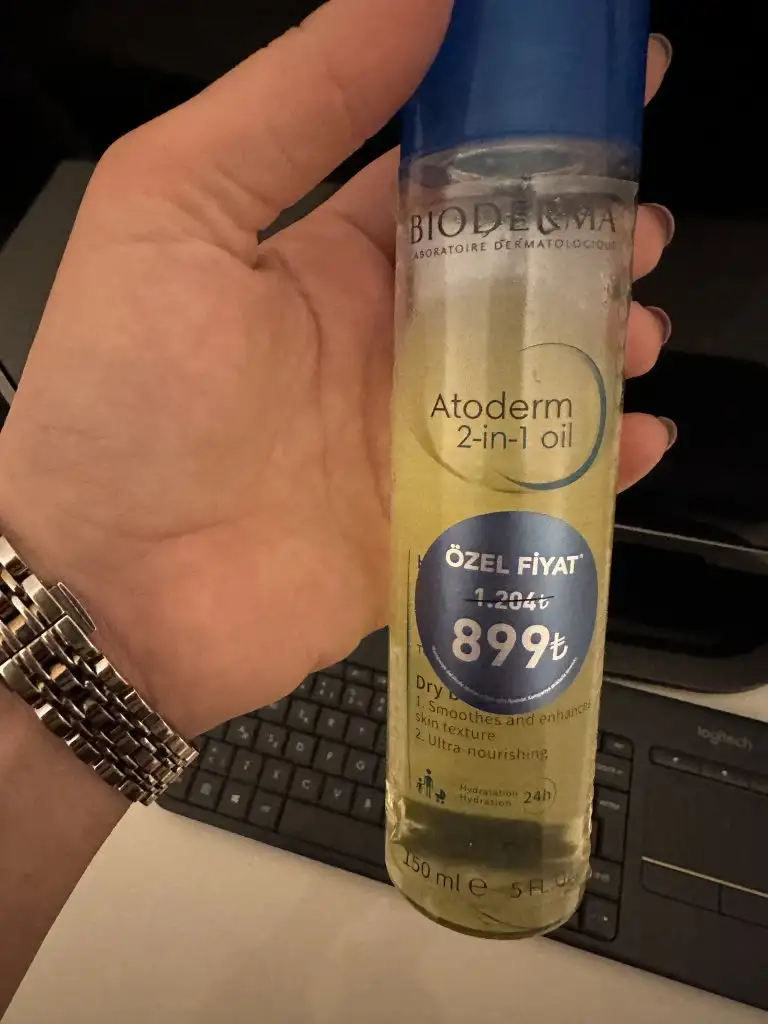 BIODERMA
LABORATOIRE DERMATOLOGIQUE
Atoderm
2-in-1 oil
ÖZEL FİYAT*
1.204₺
899₺
Dry
1. Smoothes and enhances
skin texture
2. Ultra-nourishing
Hydratation
Hydration
24h
150 ml e 5 FL.
logitech